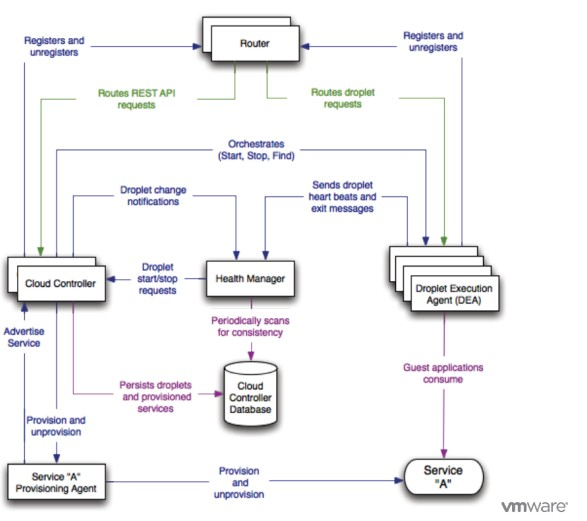 Registers and
unregisters
Router
Registers and
unregisters
Routes REST API
requests
Routes droplet
requests
Orchestrates
(Start, Stop, Find)
Droplet change
notifications
Sends droplet
heart beats and
exit messages
Cloud Controller
Droplet
start/stop
requests
Health Manager
Droplet Execution
Agent (DEA)
Advertise
Service
Periodically scans
for consistency
Guest applications
consume
Persists droplets
and provisioned
services
Cloud
Controller
Database
Provision and
unprovision
Service "A"
Provisioning Agent
Provision
and
unprovision
Service
"A"
vmware